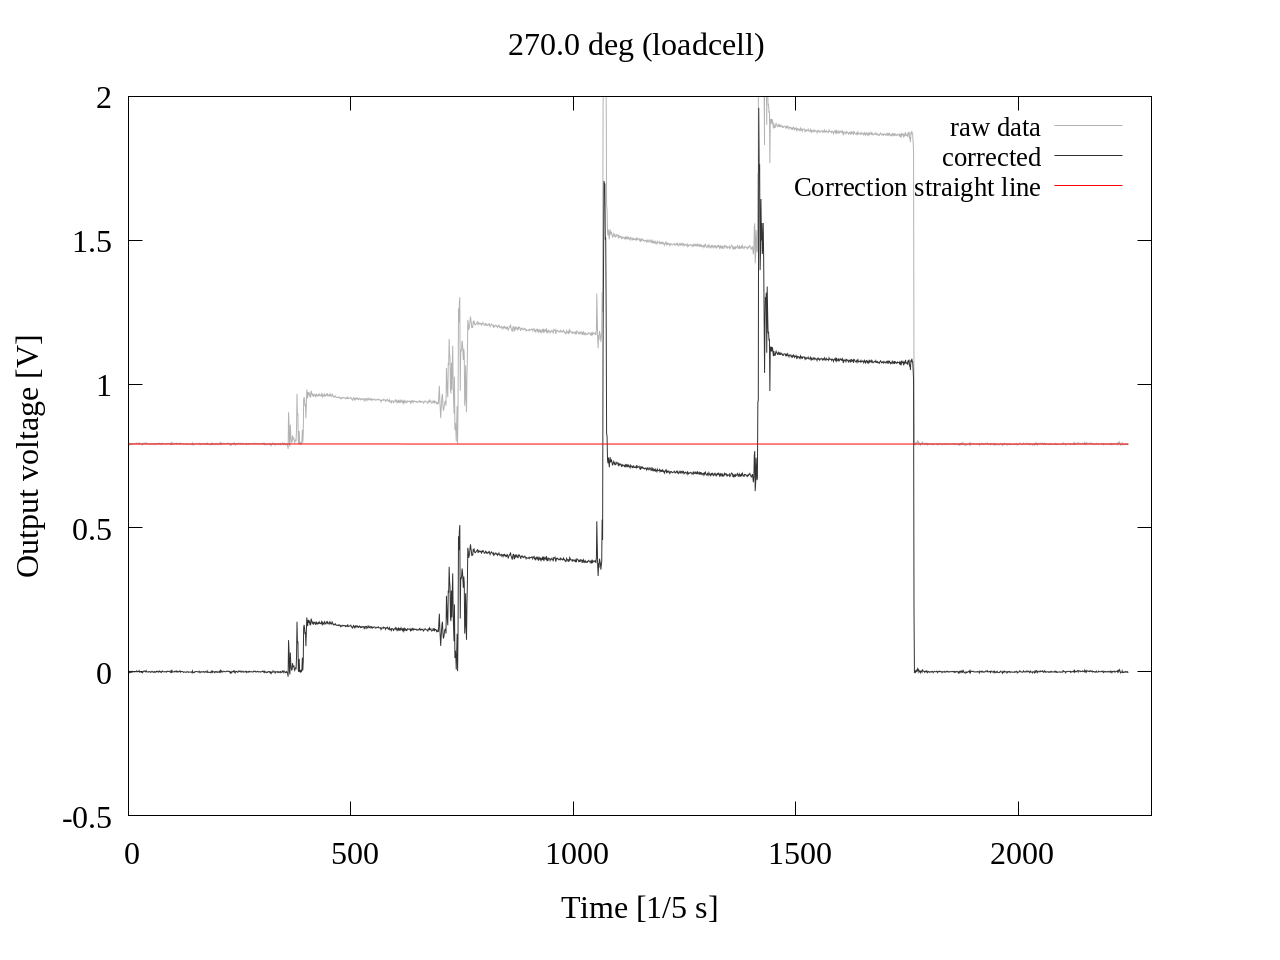 270.0 deg (loadcell)
2
raw data
corrected
Correction straight line
1.5
1
0.5
0
-0.5
Output voltage [V]
0 500 1000 1500 2000
Time [1/5 s]